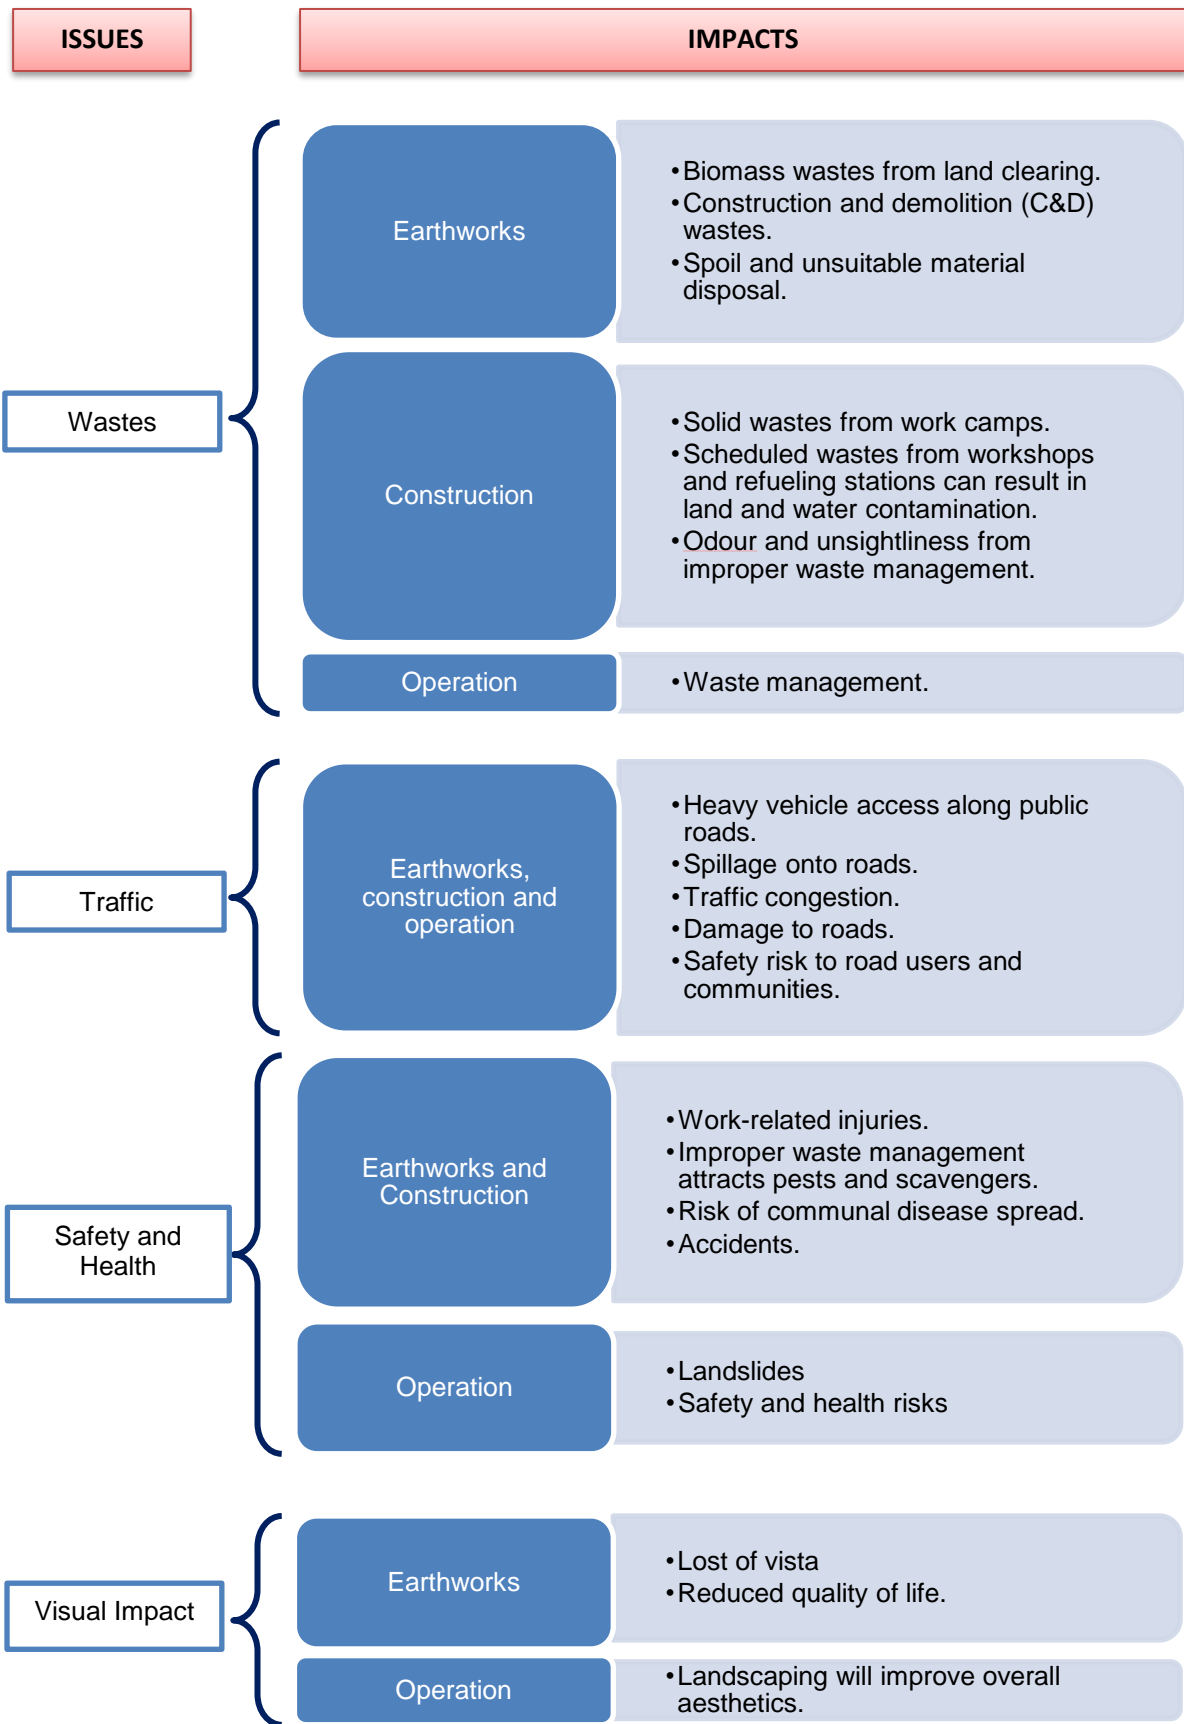 ISSUES
IMPACTS
Wastes
Earthworks
•Biomass wastes from land clearing.
•Construction and demolition (C&D)
wastes.
•Spoil and unsuitable material
disposal.
Construction
•Solid wastes from work camps.
•Scheduled wastes from workshops
and refueling stations can result in
land and water contamination.
•Odour and unsightliness from
improper waste management.
Operation
•Waste management.
Traffic
Earthworks,
construction and
operation
•Heavy vehicle access along public
roads.
•Spillage onto roads.
•Traffic congestion.
•Damage to roads.
•Safety risk to road users and
communities.
Safety and
Health
Earthworks and
Construction
•Work-related injuries.
•Improper waste management
attracts pests and scavengers.
•Risk of communal disease spread.
•Accidents.
Operation
•Landslides
•Safety and health risks
Visual Impact
Earthworks
•Lost of vista
•Reduced quality of life.
Operation
•Landscaping will improve overall
aesthetics.